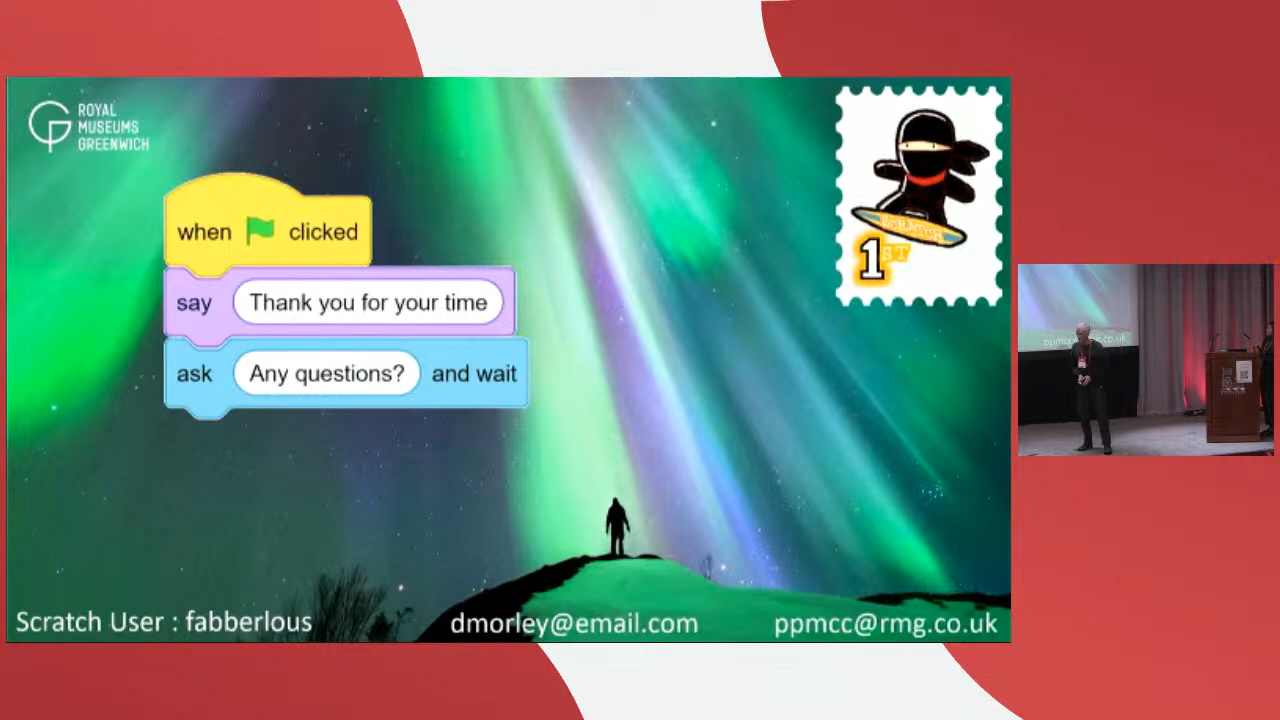 ROYAL
MUSEUMS
GREENWICH
when clicked
say Thank you for your time
ask Any questions? and wait
SCRATCH
1ST
Scratch User : fabberlous
dmorley@email.com
ppmcc@rmg.co.uk